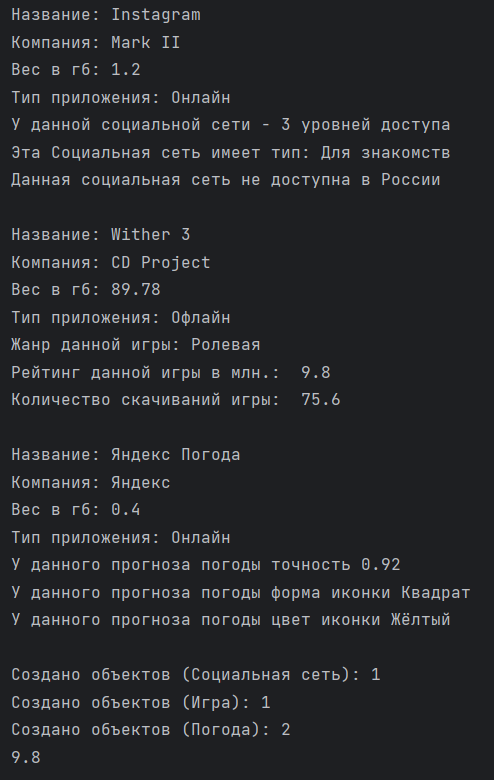 Название: Instagram
Компания: Mark II
Вес в гб: 1.2
Тип приложения: Онлайн
У данной социальной сети - 3 уровней доступа
Эта Социальная сеть имеет тип: Для знакомств
Данная социальная сеть не доступна в России

Название: Wither 3
Компания: CD Project
Вес в гб: 89.78
Тип приложения: Офлайн
Жанр данной игры: Ролевая
Рейтинг данной игры в млн.:  9.8
Количество скачиваний игры:  75.6

Название: Яндекс Погода
Компания: Яндекс
Вес в гб: 0.4
Тип приложения: Онлайн
У данного прогноза погоды точность 0.92
У данного прогноза погоды форма иконки Квадрат
У данного прогноза погоды цвет иконки Жёлтый

Создано объектов (Социальная сеть): 1
Создано объектов (Игра): 1
Создано объектов (Погода): 2
9.8